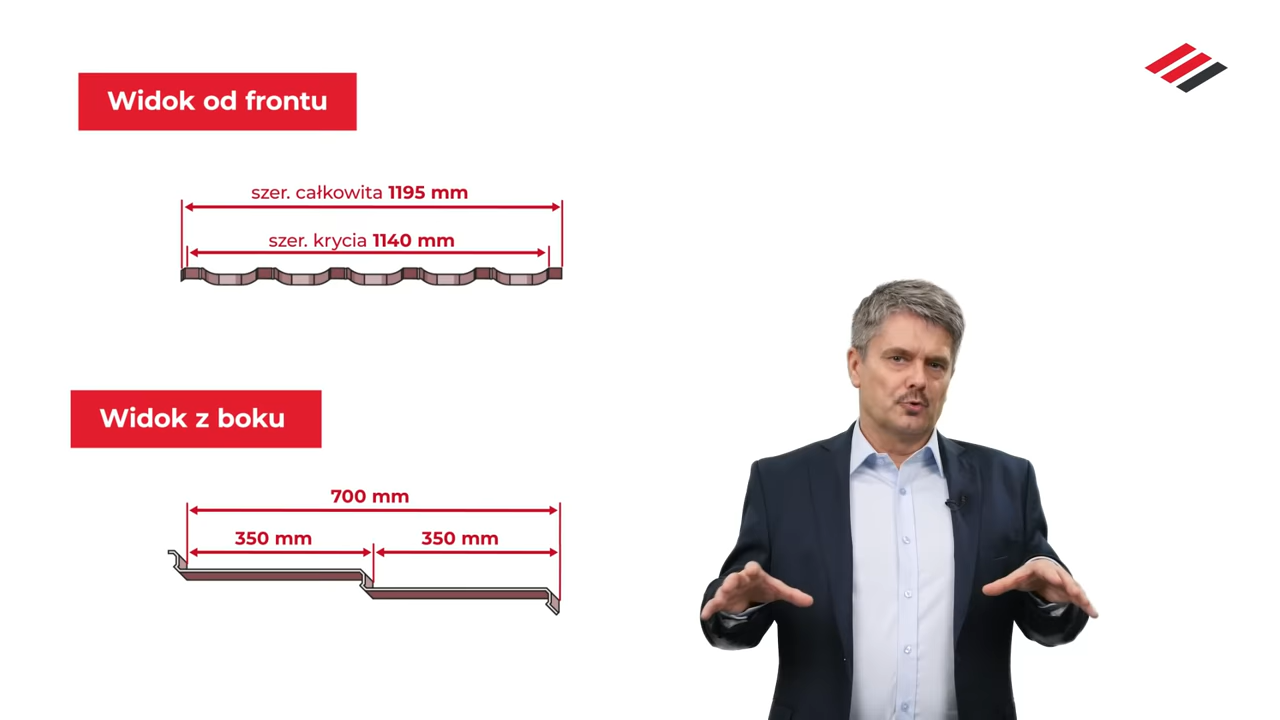 Widok od frontu
szer. całkowita 1195 mm
szer. krycia 1140 mm
Widok z boku
700 mm
350 mm 350 mm